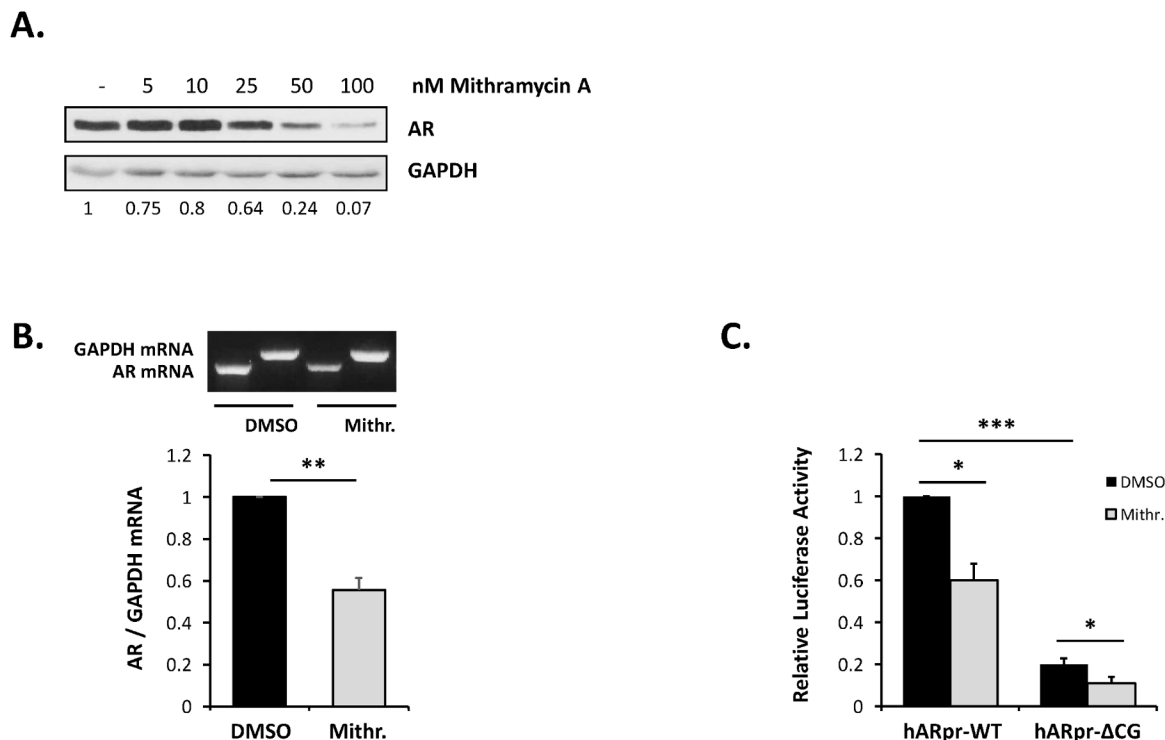 A.
- 5 10 25 50 100 nM Mithramycin A
AR
GAPDH
1 0.75 0.8 0.64 0.24 0.07
B.
GAPDH mRNA
AR mRNA
DMSO Mithr.
AR / GAPDH mRNA
1.2
1
0.8
0.6
0.4
0.2
0
**
DMSO Mithr.
C.
Relative Luciferase Activity
1.2
1
0.8
0.6
0.4
0.2
0
***
*
*
DMSO
Mithr.
hARpr-WT hARpr-ΔCG